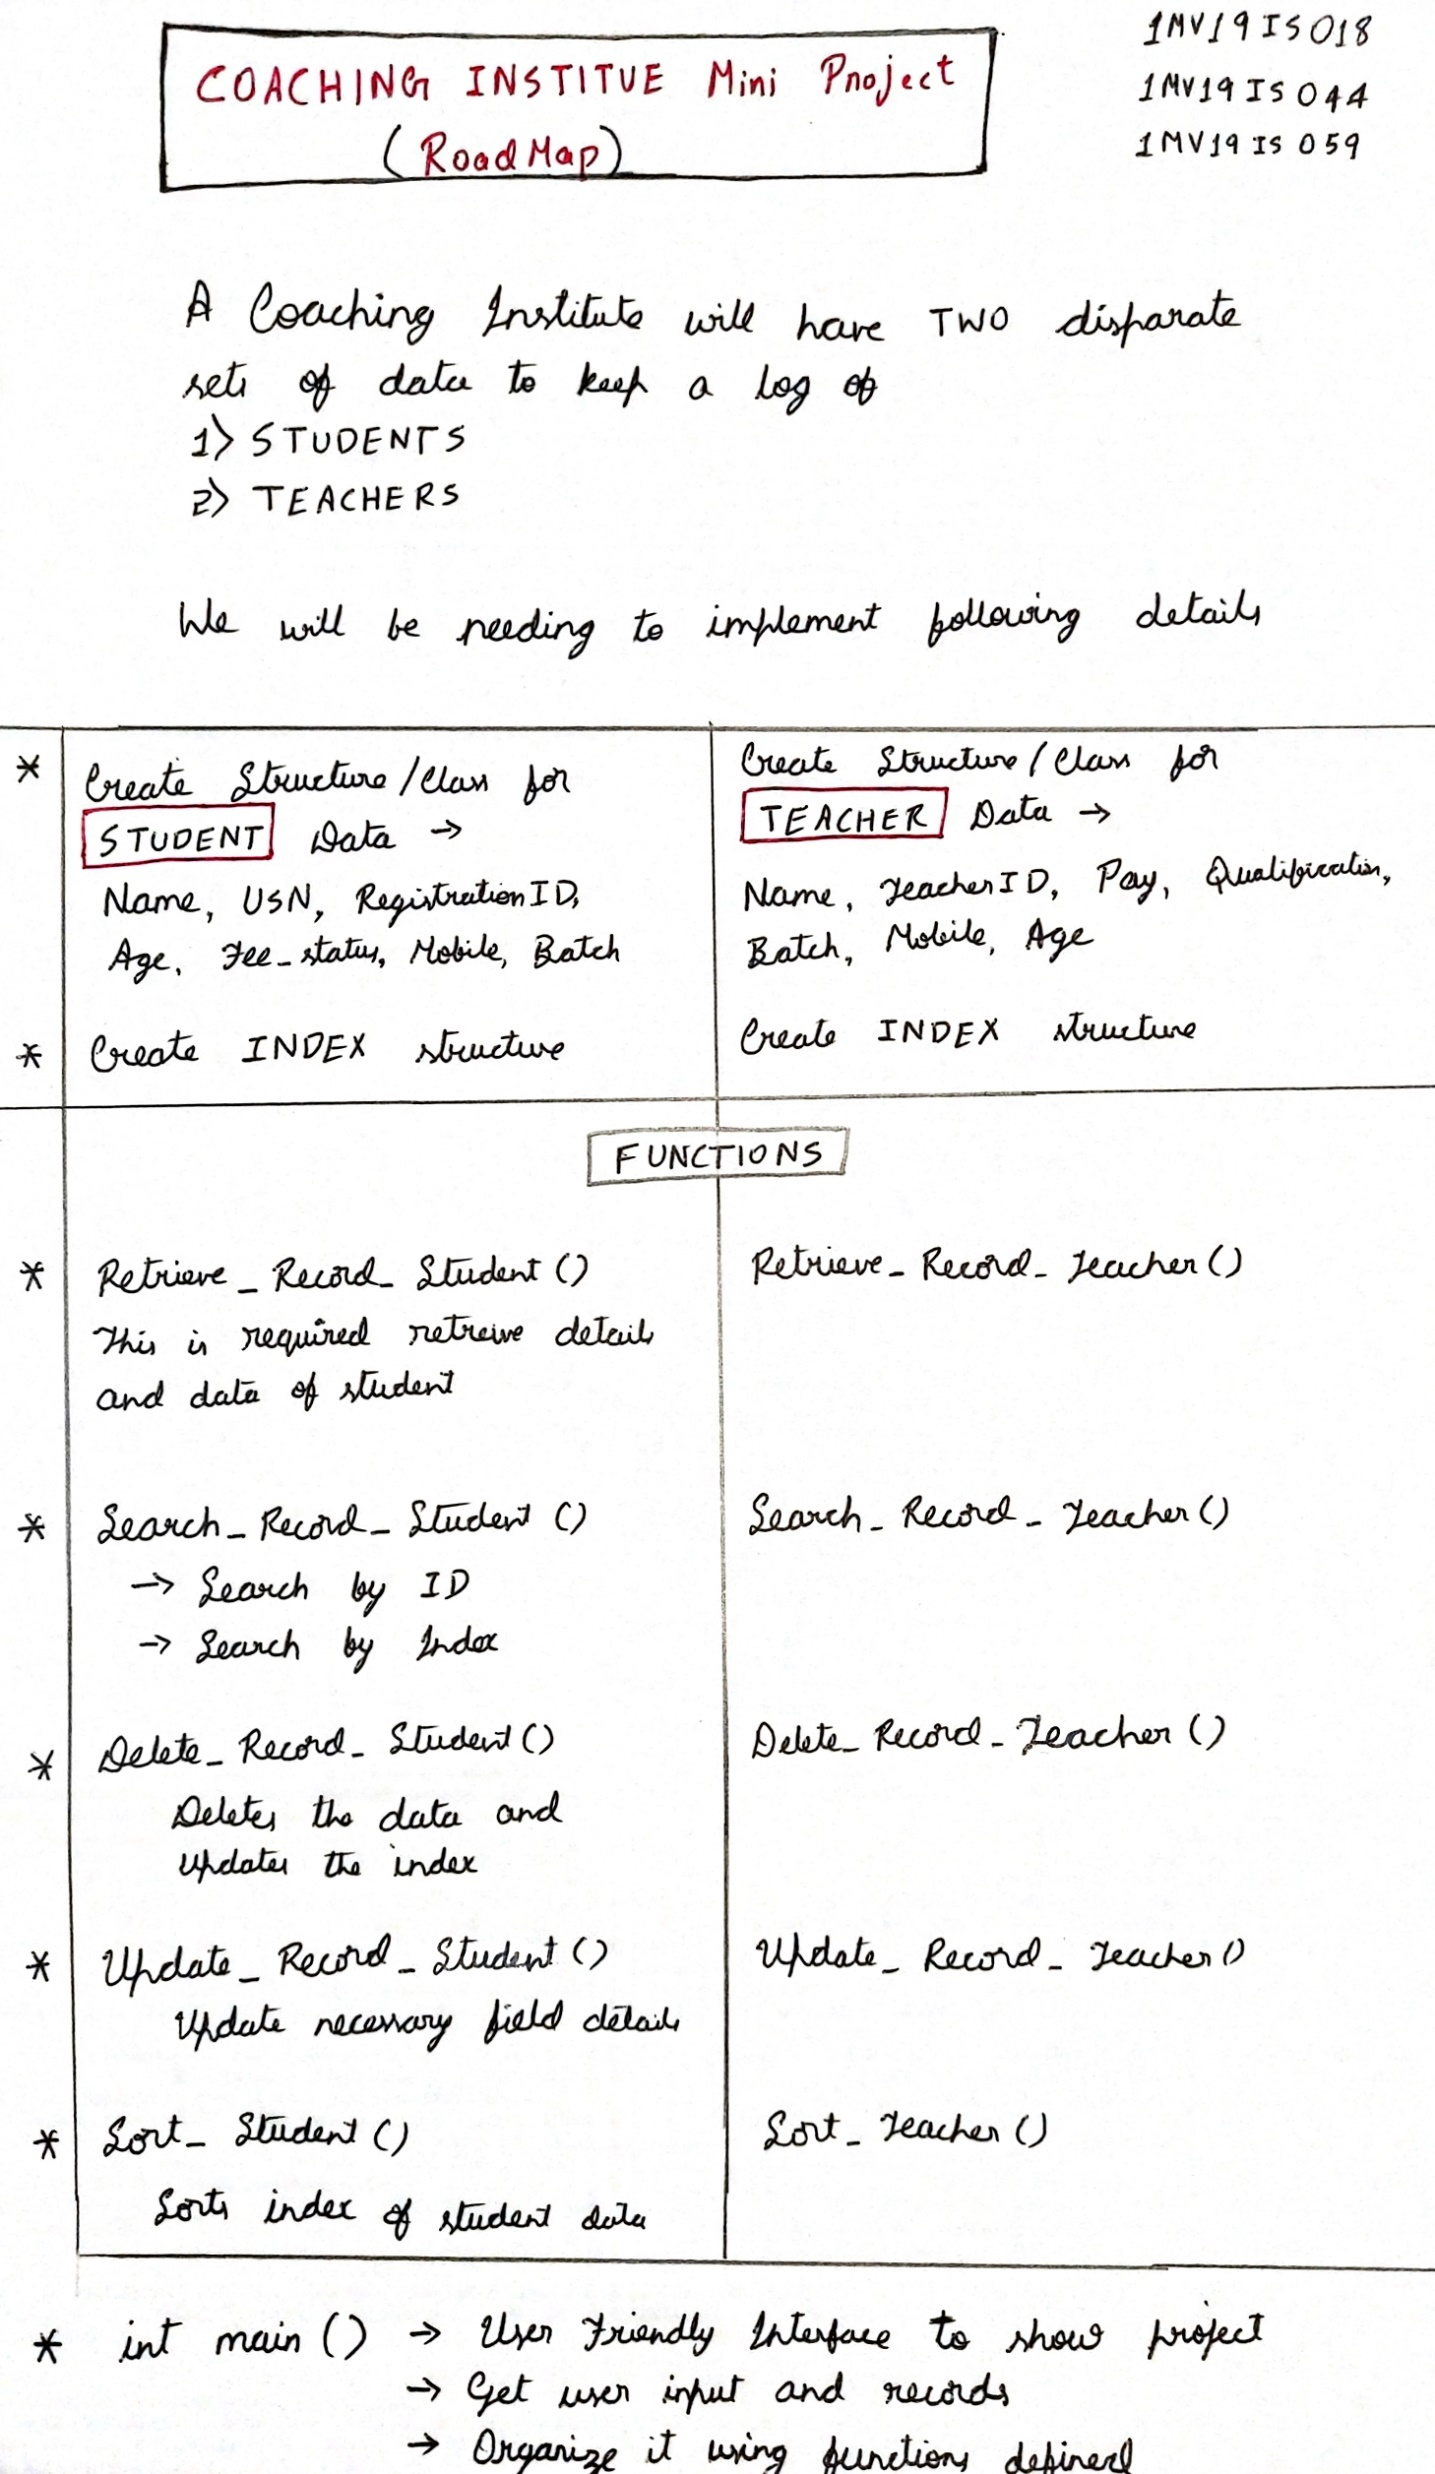 COACHING INSTITUE Mini Project
(RoadMap)
1MV19IS018
1MV19IS044
1MV19IS059
A Coaching Institute will have TWO disparate
sets of data to keep a log of
1> STUDENTS
2> TEACHERS
We will be needing to implement following details
* Create Structure/Class for
STUDENT Data →
Name, USN, RegistrationID,
Age, Fee_status, Mobile, Batch
* Create INDEX structure
Create Structure/Class for
TEACHER Data →
Name, TeacherID, Pay, Qualification,
Batch, Mobile, Age
Create INDEX structure
FUNCTIONS
* Retrieve_Record_Student()
This is required retreive details
and data of student
Retrieve_Record_Teacher()
* Search_Record_Student()
→ Search by ID
→ Search by Index
Search_Record_Teacher()
* Delete_Record_Student()
Deletes the data and
Updates the index
Delete_Record_Teacher()
* Update_Record_Student()
Update necessary field details
Update_Record_Teacher()
* Sort_Student()
Sorts index of student data
Sort_Teacher()
* int main() → User Friendly Interface to show project
→ Get user input and records
→ Organize it using functions defined